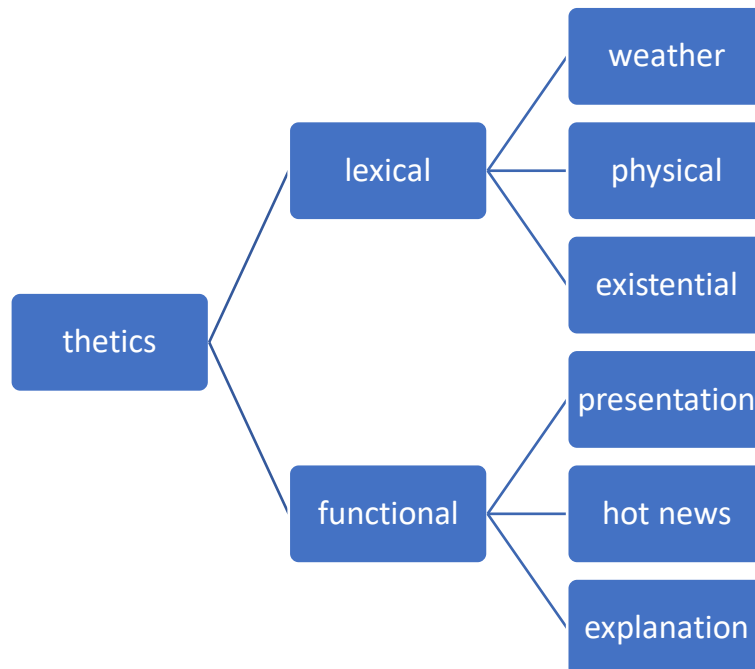 thetics
lexical
weather
physical
existential
functional
presentation
hot news
explanation